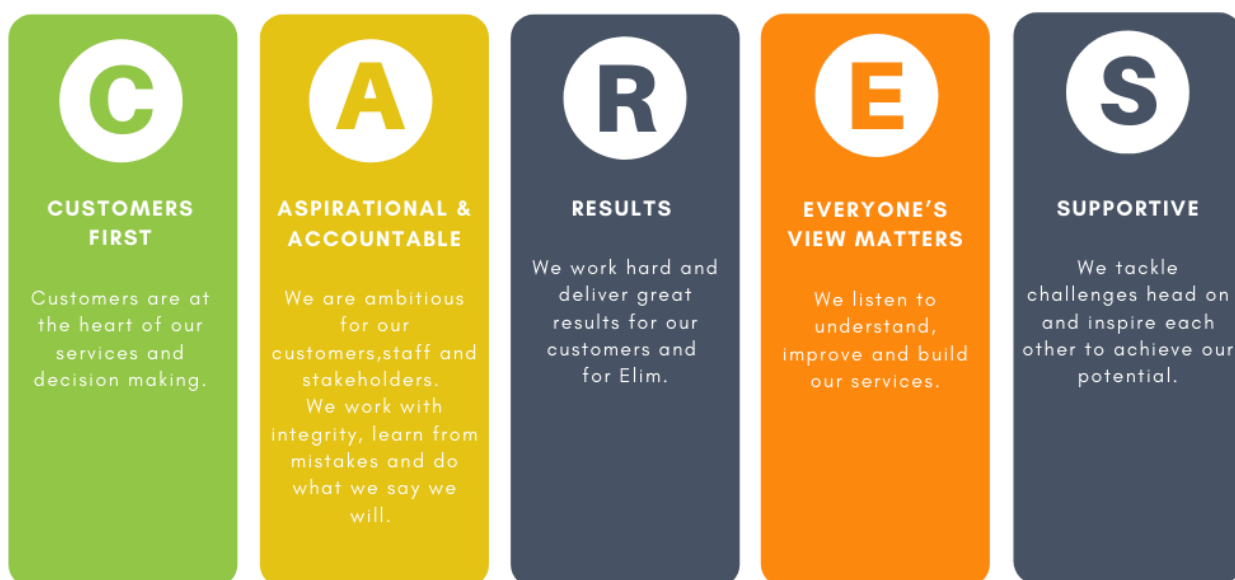 C
CUSTOMERS
FIRST
Customers are at
the heart of our
services and
decision making.
A
ASPIRATIONAL &
ACCOUNTABLE
We are ambitious
for our
customers,staff and
stakeholders.
We work with
integrity, learn from
mistakes and do
what we say we
will.
R
RESULTS
We work hard and
deliver great
results for our
customers and
for Elim.
E
EVERYONE’S
VIEW MATTERS
We listen to
understand,
improve and build
our services.
S
SUPPORTIVE
We tackle
challenges head on
and inspire each
other to achieve our
potential.